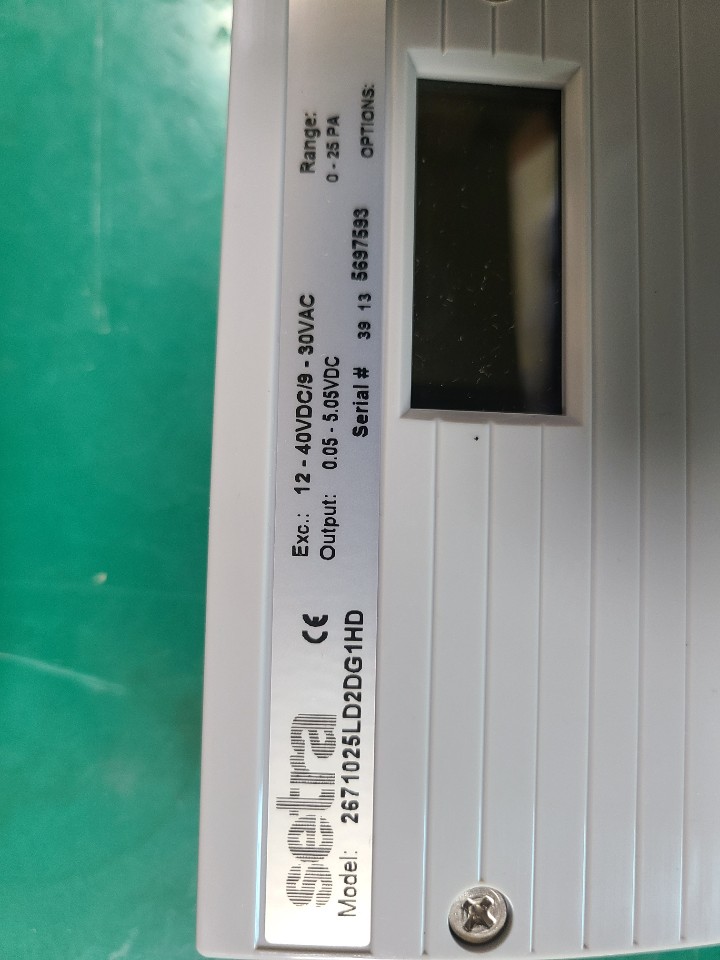 setra
CE
Model: 2671025LD2DG1HD
Exc.: 12 - 40VDC/9 - 30VAC
Output: 0.05 - 5.05VDC
Serial # 39 13 5697593
Range:
0 - 25 PA
OPTIONS: